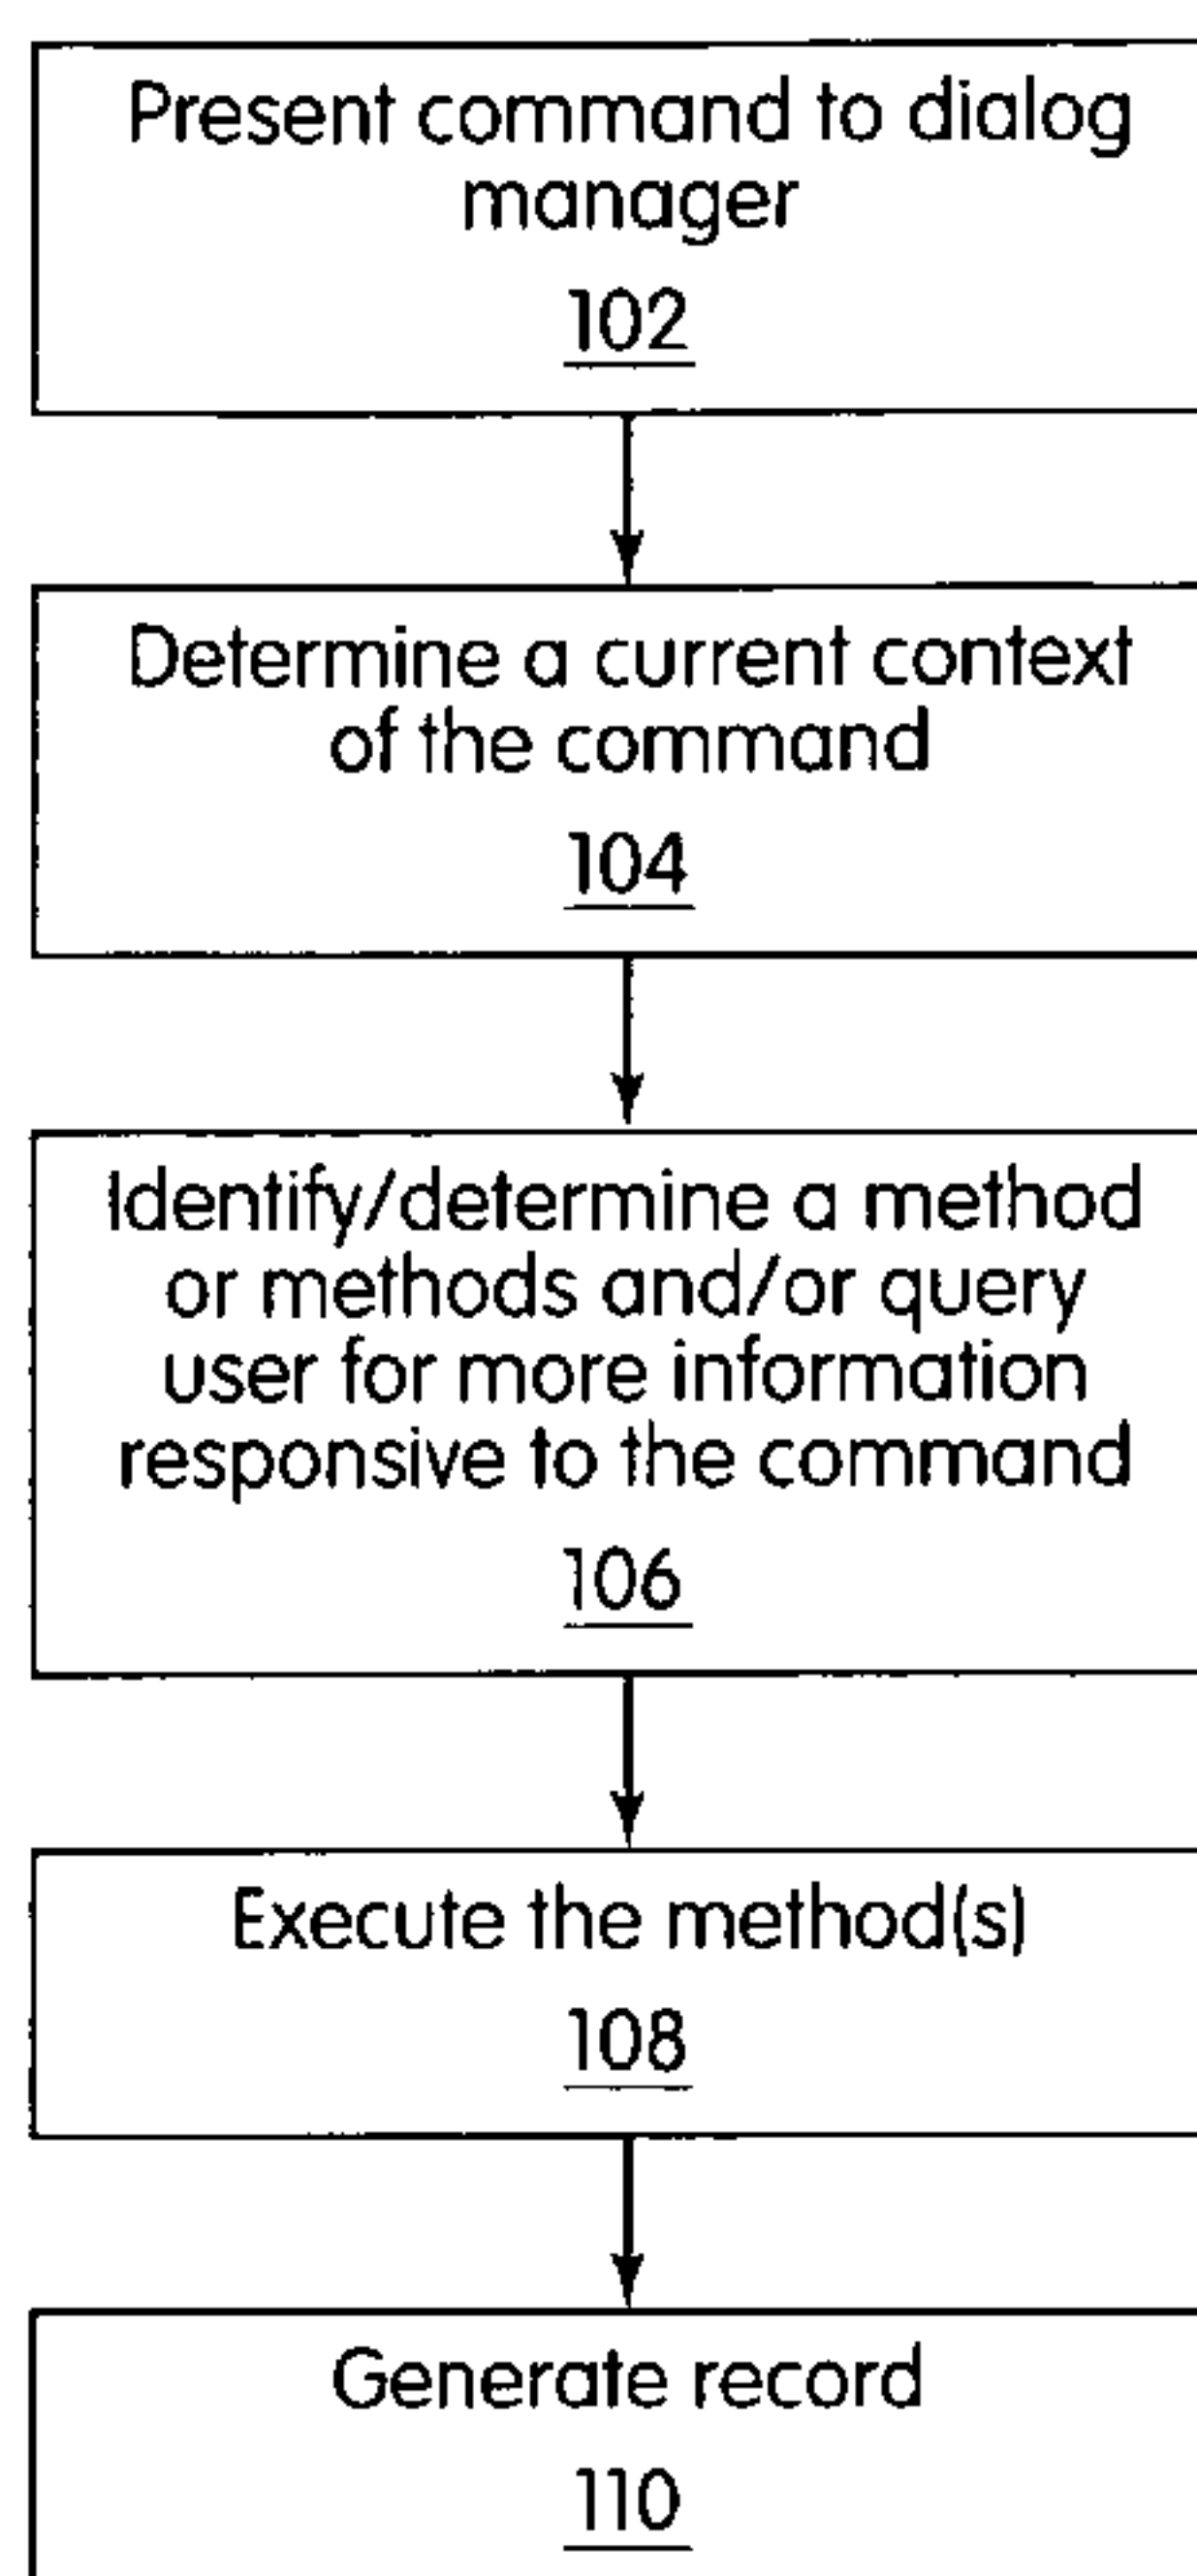 Present command to dialog
manager
102
Determine a current context
of the command
104
Identify/determine a method
or methods and/or query
user for more information
responsive to the command
106
Execute the method(s)
108
Generate record
110